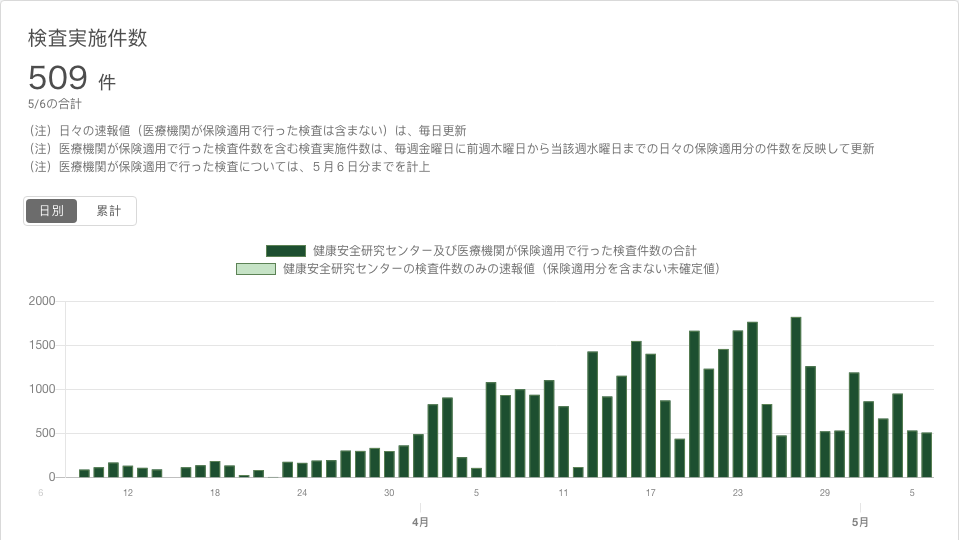 検査実施件数
509 件
5/6の合計
（注）日々の速報値（医療機関が保険適用で行った検査は含まない）は、毎日更新
（注）医療機関が保険適用で行った検査件数を含む検査実施件数は、毎週金曜日に前週木曜日から当該週水曜日までの日々の保険適用分の件数を反映して更新
（注）医療機関が保険適用で行った検査については、５月６日分までを計上
日別 累計
健康安全研究センター及び医療機関が保険適用で行った検査件数の合計
健康安全研究センターの検査件数のみの速報値（保険適用分を含まない未確定値）
2000
1500
1000
500
0
6 12 18 24 30 5 11 17 23 29 5
4月 5月